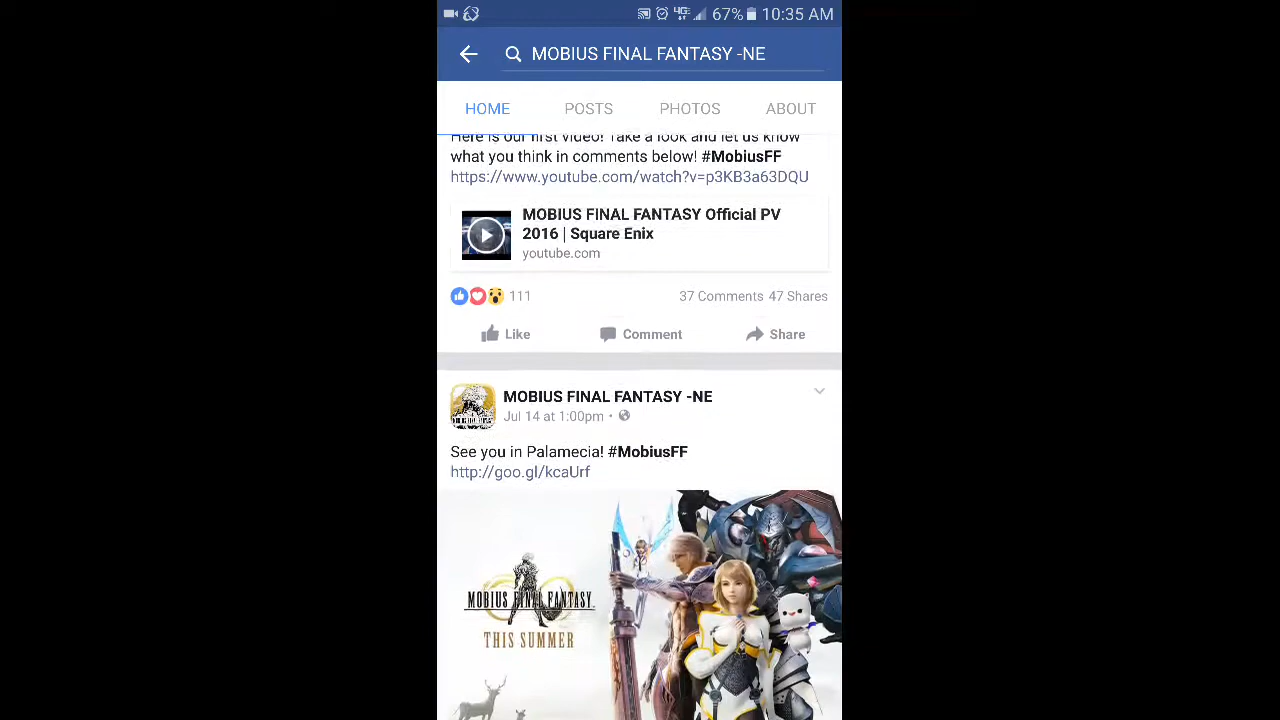 4G LTE 67% 10:35 AM
MOBIUS FINAL FANTASY -NE
HOME POSTS PHOTOS ABOUT
Here is our first video! Take a look and let us know
what you think in comments below! #MobiusFF
https://www.youtube.com/watch?v=p3KB3a63DQU
MOBIUS FINAL FANTASY Official PV
2016 | Square Enix
youtube.com
111 37 Comments 47 Shares
Like Comment Share
MOBIUS FINAL FANTASY -NE
Jul 14 at 1:00pm •
See you in Palamecia! #MobiusFF
http://goo.gl/kcaUrf
MOBIUS FINAL FANTASY
THIS SUMMER